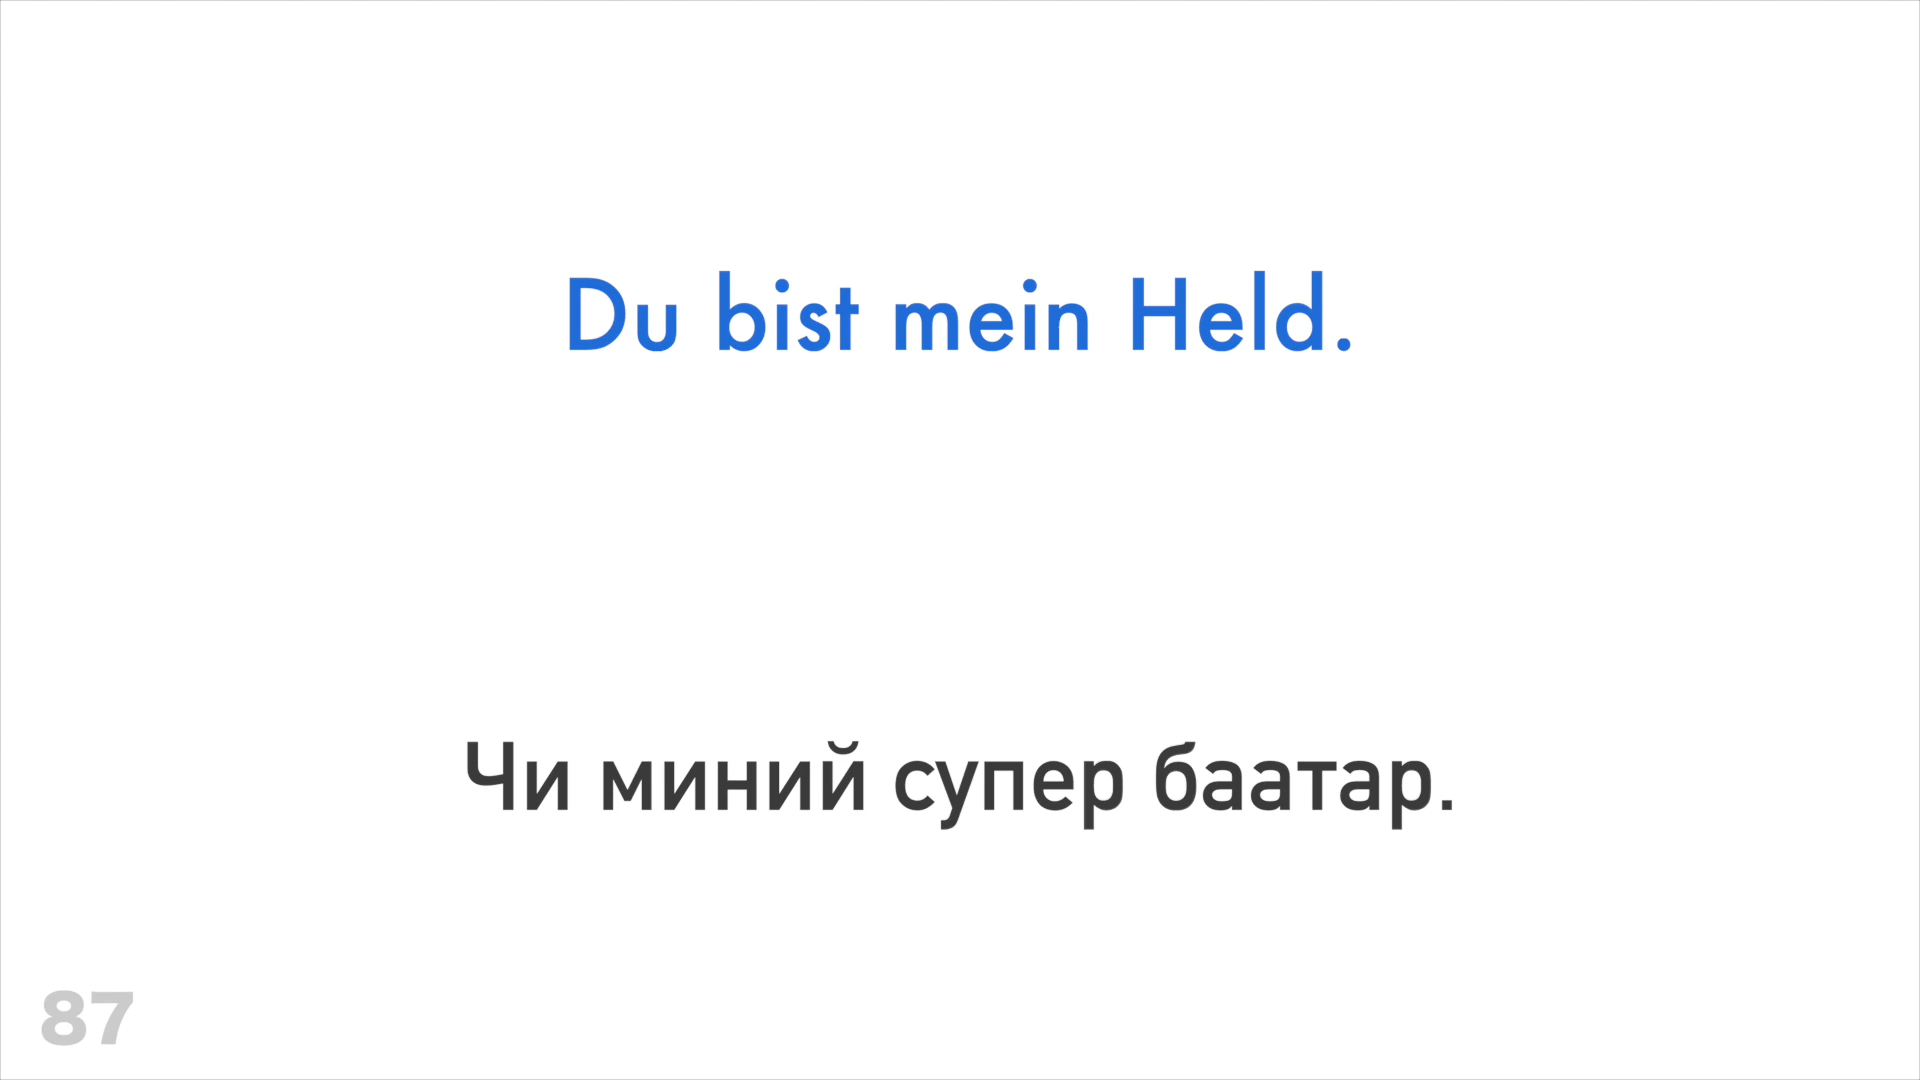 Du bist mein Held.
Чи миний супер баатар.
87